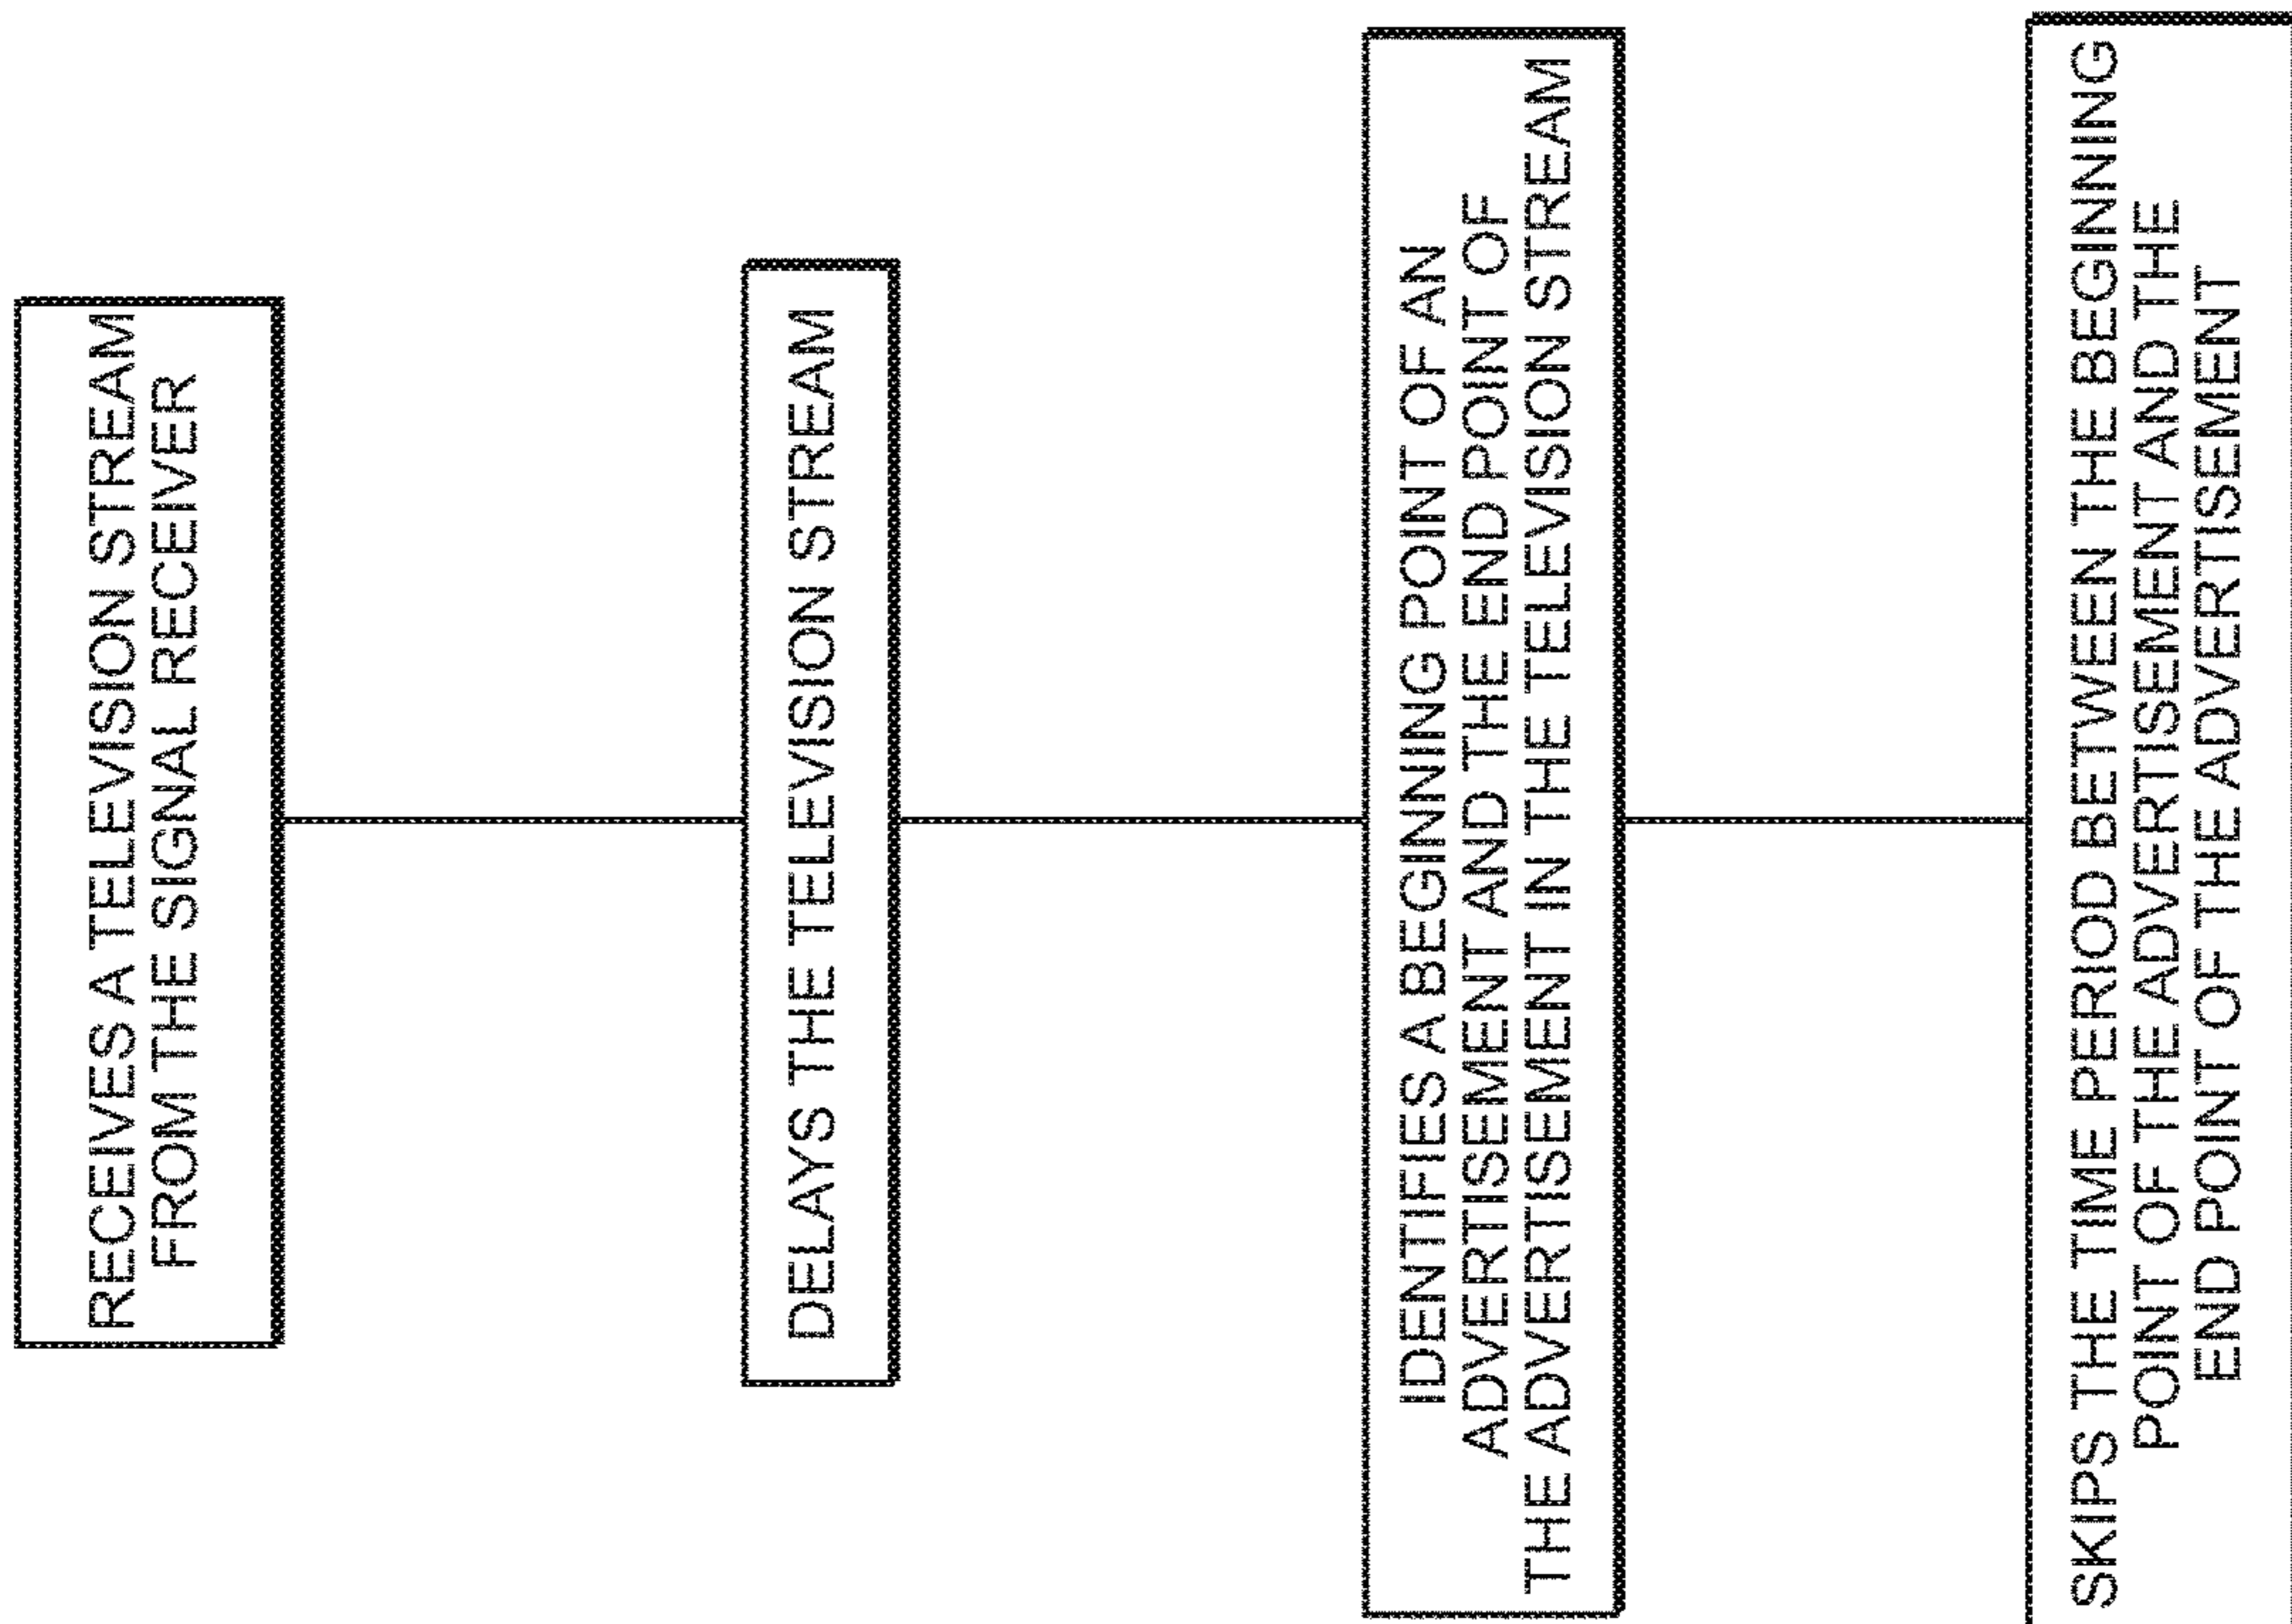 RECEIVES A TELEVISION STREAM
FROM THE SIGNAL RECEIVER
DELAYS THE TELEVISION STREAM
IDENTIFIES A BEGINNING POINT OF AN
ADVERTISEMENT AND THE END POINT OF
THE ADVERTISEMENT IN THE TELEVISION STREAM
SKIPS THE TIME PERIOD BETWEEN THE BEGINNING
POINT OF THE ADVERTISEMENT AND THE
END POINT OF THE ADVERTISEMENT